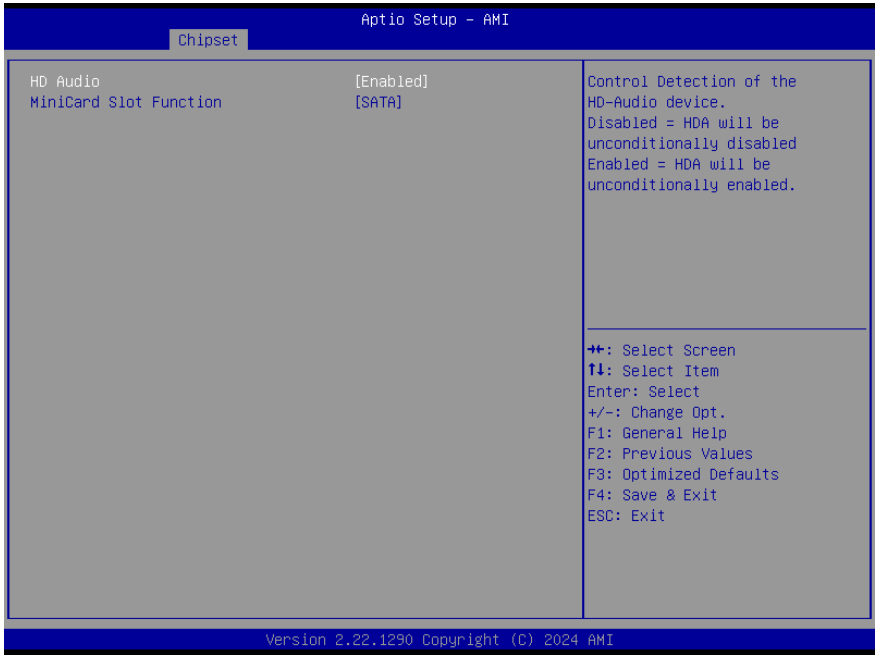 Aptio Setup – AMI
Chipset
HD Audio [Enabled]
MiniCard Slot Function [SATA]
Control Detection of the
HD-Audio device.
Disabled = HDA will be
unconditionally disabled
Enabled = HDA will be
unconditionally enabled.
→←: Select Screen
↑↓: Select Item
Enter: Select
+/-: Change Opt.
F1: General Help
F2: Previous Values
F3: Optimized Defaults
F4: Save & Exit
ESC: Exit
Version 2.22.1290 Copyright (C) 2024 AMI